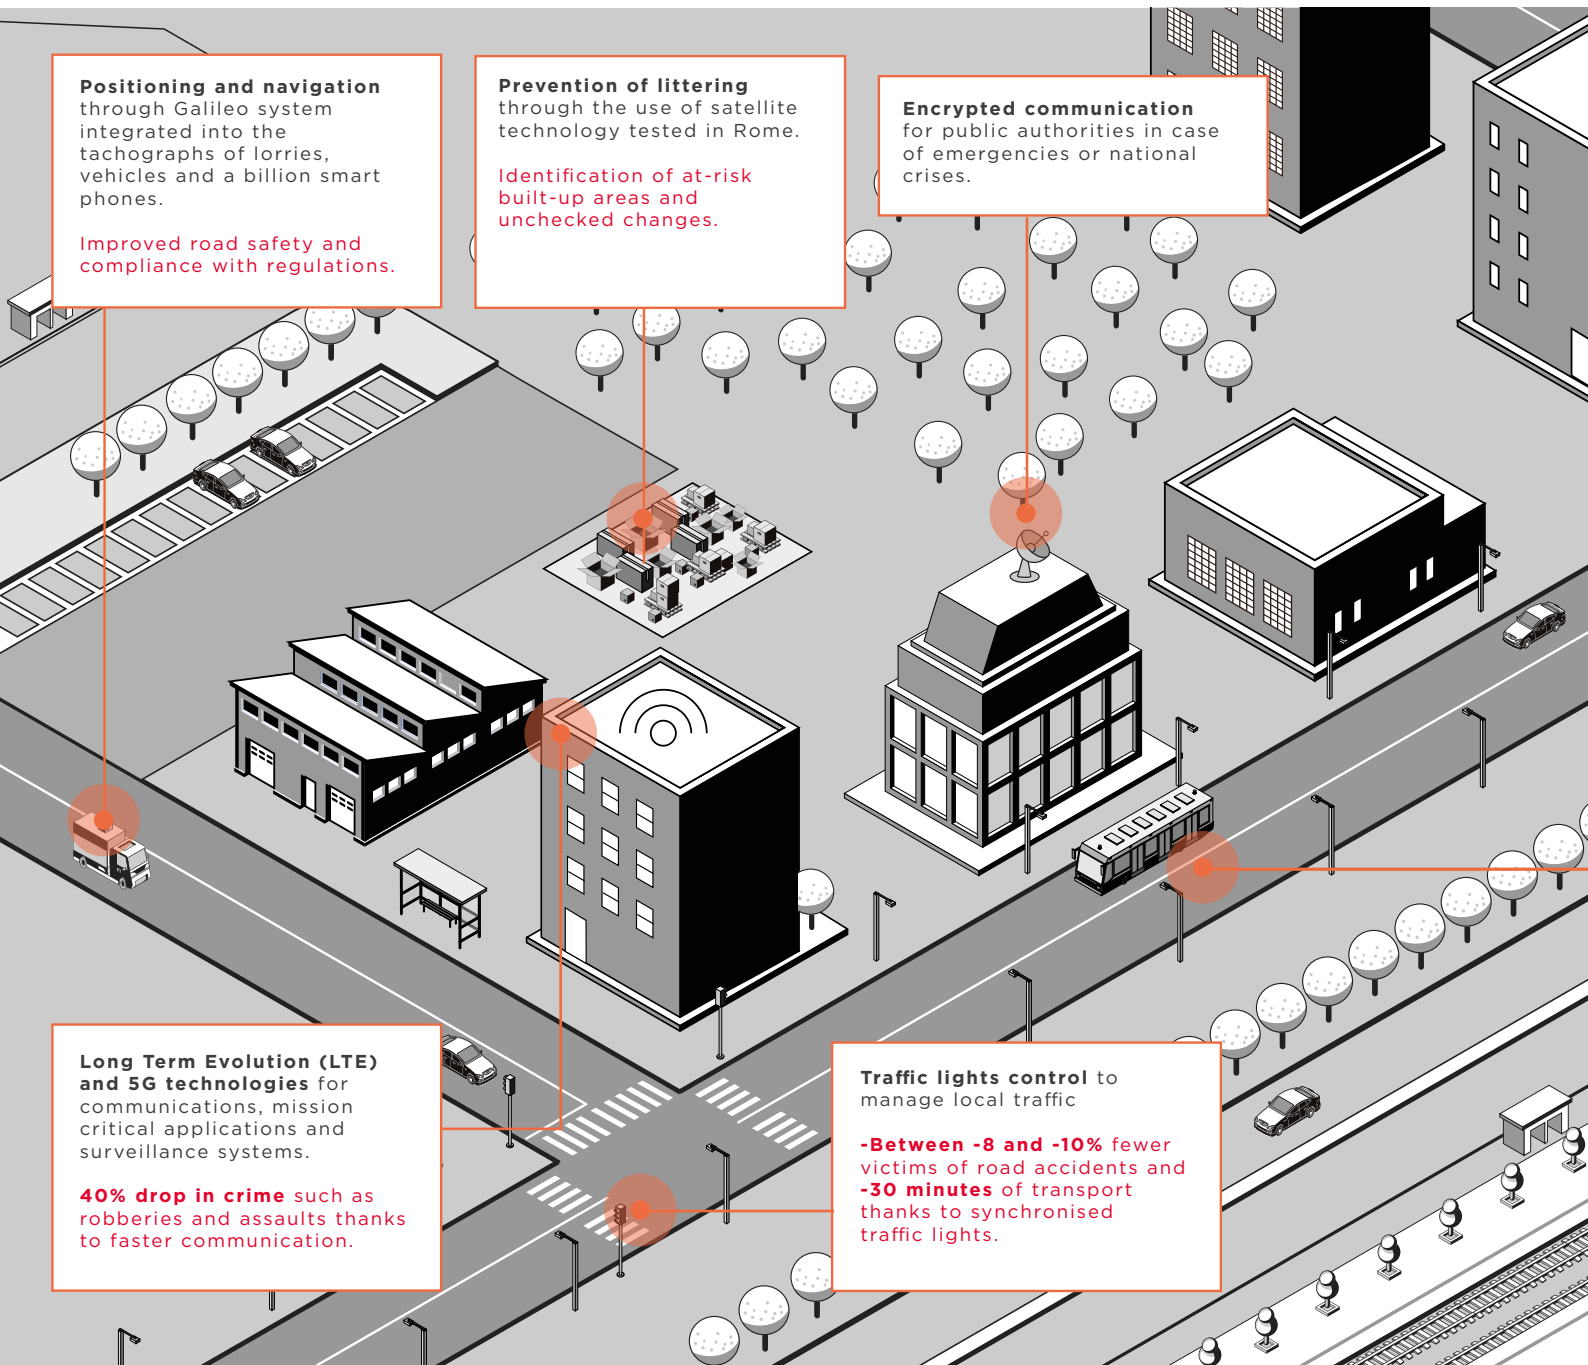 Positioning and navigation
through Galileo system
integrated into the
tachographs of lorries,
vehicles and a billion smart
phones.
Improved road safety and
compliance with regulations.
Prevention of littering
through the use of satellite
technology tested in Rome.
Identification of at-risk
built-up areas and
unchecked changes.
Encrypted communication
for public authorities in case
of emergencies or national
crises.
Long Term Evolution (LTE)
and 5G technologies for
communications, mission
critical applications and
surveillance systems.
40% drop in crime such as
robberies and assaults thanks
to faster communication.
Traffic lights control to
manage local traffic
-Between -8 and -10% fewer
victims of road accidents and
-30 minutes of transport
thanks to synchronised
traffic lights.